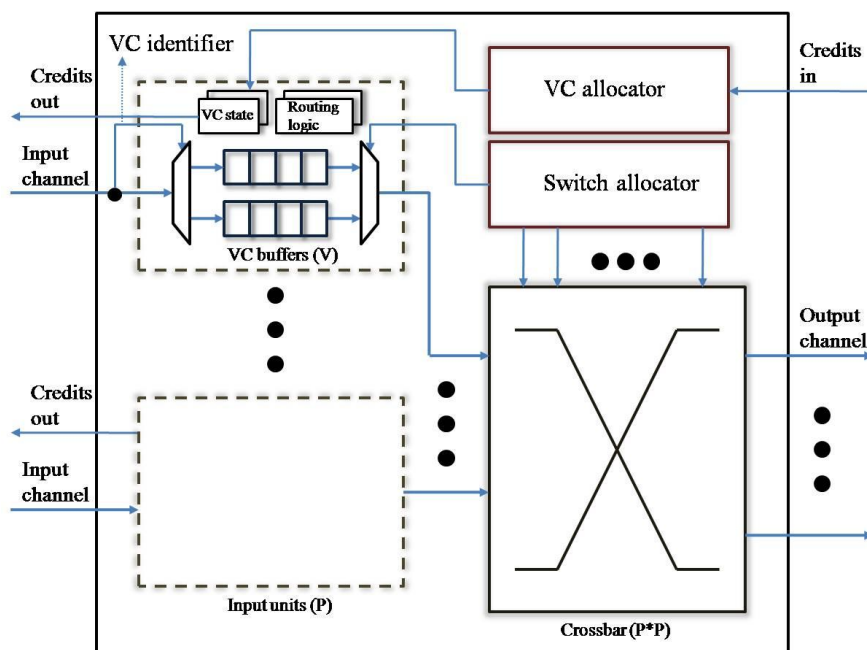 VC identifier
Credits
out
VC state
Routing
logic
VC allocator
Credits
in
Input
channel
Switch allocator
VC buffers (V)
Output
channel
Credits
out
Input
channel
Input units (P)
Crossbar (P*P)